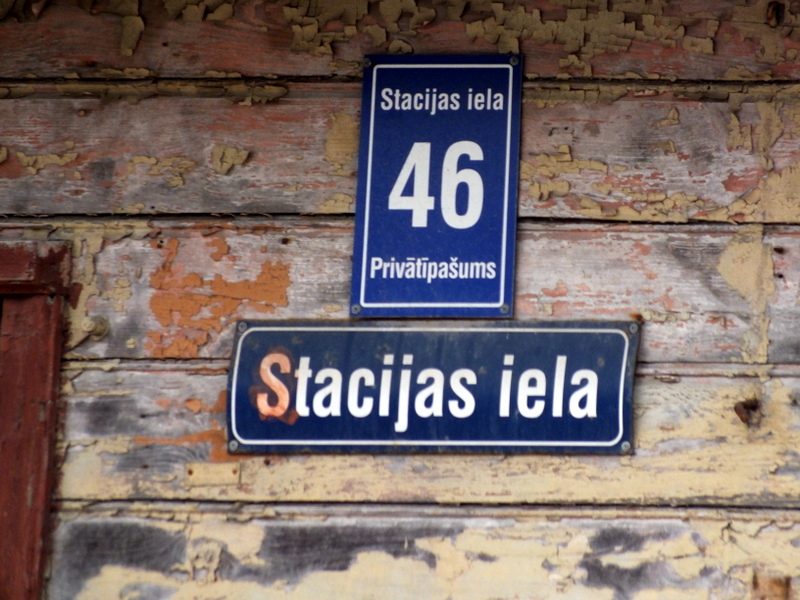 Stacijas iela
46
Privātīpašums
Stacijas iela